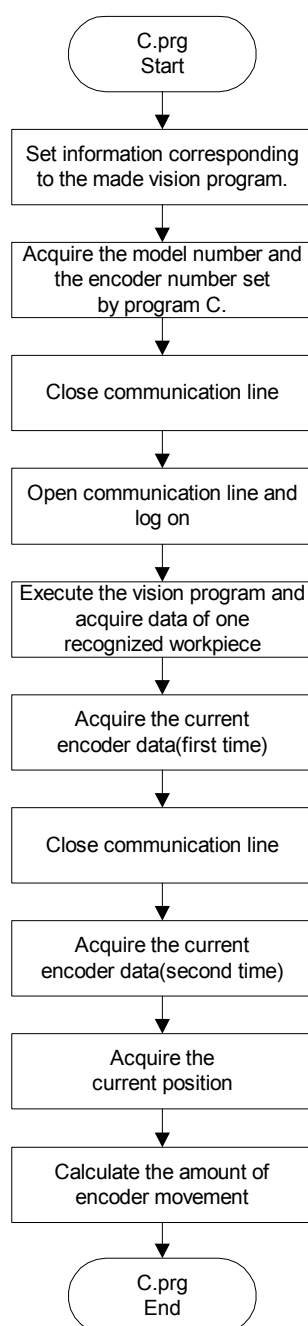 C.prg
Start
Set information corresponding
to the made vision program.
Acquire the model number and
the encoder number set
by program C.
Close communication line
Open communication line and
log on
Execute the vision program and
acquire data of one
recognized workpiece
Acquire the current
encoder data(first time)
Close communication line
Acquire the current
encoder data(second time)
Acquire the
current position
Calculate the amount of
encoder movement
C.prg
End